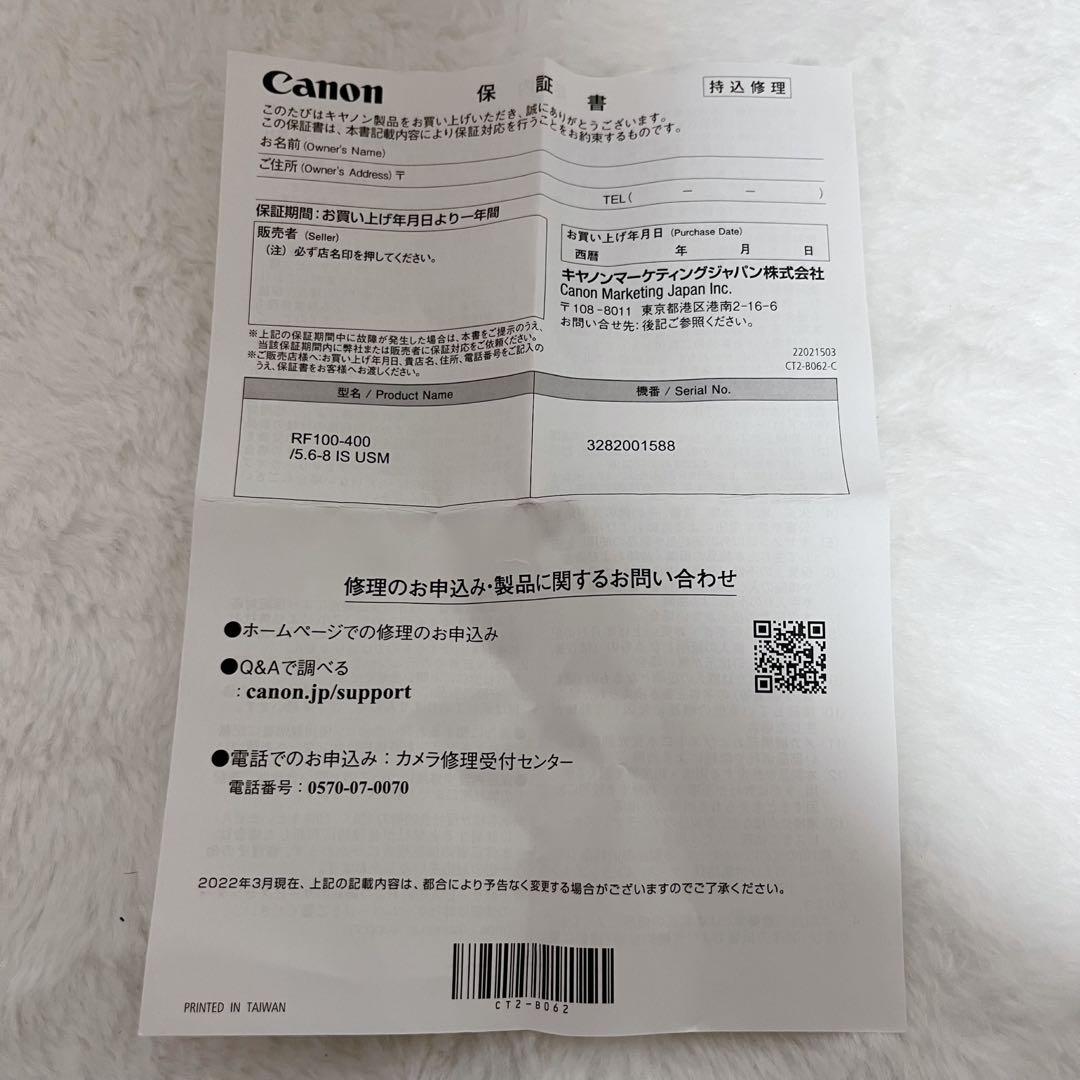 Canon
保証書
持込修理
このたびはキヤノン製品をお買い上げいただき、誠にありがとうございます。
この保証書は、本書記載内容により保証対応を行うことをお約束するものです。
お名前 (Owner's Name)
ご住所 (Owner's Address) 〒
TEL ( － － )
保証期間：お買い上げ年月日より一年間
販売者 (Seller)
（注）必ず店名印を押してください。
お買い上げ年月日 (Purchase Date)
西暦 年 月 日
キヤノンマーケティングジャパン株式会社
Canon Marketing Japan Inc.
〒108-8011 東京都港区港南2-16-6
お問い合せ先：後記ご参照ください。
※上記の保証期間中に故障が発生した場合は、本書をご提示のうえ、
当該保証期間内に弊社または販売者に保証対応をご依頼ください。
※ご販売店様へ：お買い上げ年月日、貴店名、住所、電話番号をご記入の
うえ、保証書をお客様へお渡しください。
22021503
CT2-B062-C
型名 / Product Name
機番 / Serial No.
RF100-400
/5.6-8 IS USM
3282001588
修理のお申込み・製品に関するお問い合わせ
●ホームページでの修理のお申込み
●Q&Aで調べる
: canon.jp/support
●電話でのお申込み：カメラ修理受付センター
電話番号：0570-07-0070
2022年3月現在、上記の記載内容は、都合により予告なく変更する場合がございますのでご了承ください。
CT2-B062
PRINTED IN TAIWAN